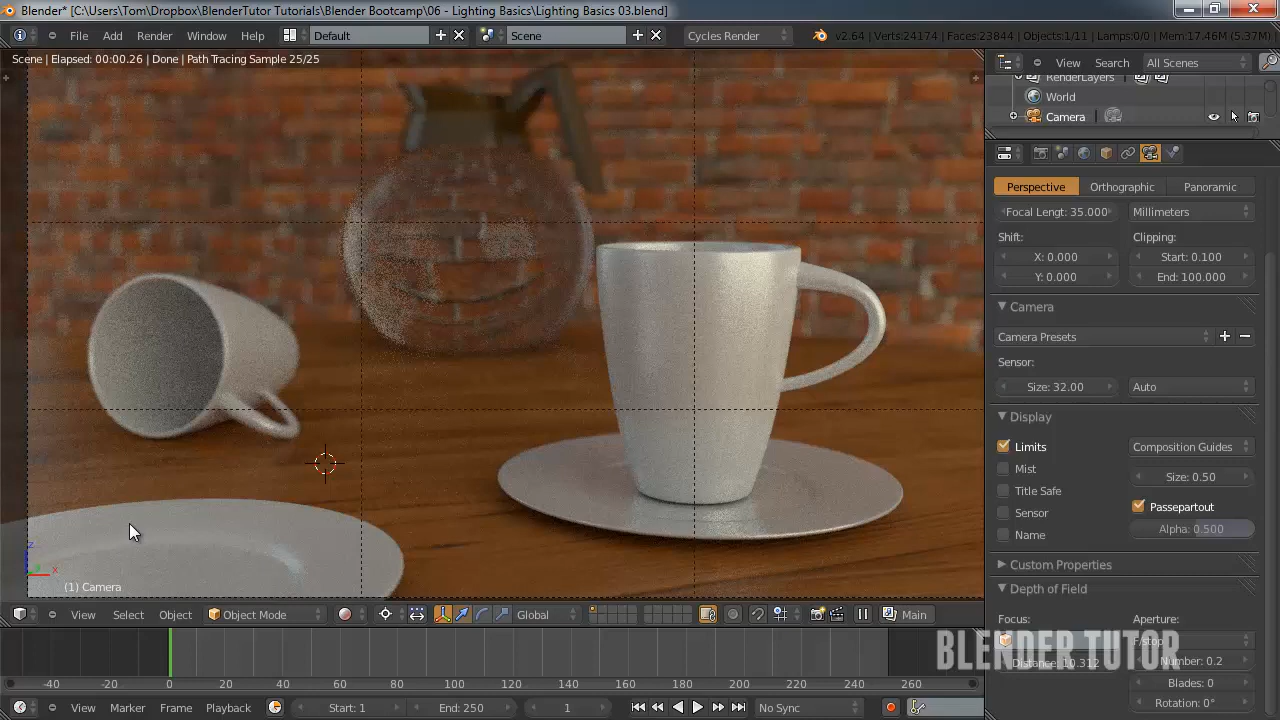 Blender* [C:\Users\Tom\Dropbox\BlenderTutor Tutorials\Blender Bootcamp\06 - Lighting Basics\Lighting Basics 03.blend]
File Add Render Window Help Default Scene Cycles Render v2.64 | Verts:24174 | Faces:23844 | Objects:1/11 | Lamps:0/0 | Mem:17.46M (5.37M)
Scene | Elapsed: 00:00.26 | Done | Path Tracing Sample 25/25
View Search All Scenes
RenderLayers
World
Camera
Perspective Orthographic Panoramic
Focal Lengt: 35.000 Millimeters
Shift: Clipping:
X: 0.000 Start: 0.100
Y: 0.000 End: 100.000
Camera
Camera Presets
Sensor:
Size: 32.00 Auto
Display
Limits Composition Guides
Mist Size: 0.50
Title Safe Passepartout
Sensor
Name Alpha: 0.500
Custom Properties
Depth of Field
Focus: Aperture:
F/stop
Distance: 10.312 Number: 0.2
Blades: 0
Rotation: 0°
BLENDER TUTOR
z
y
x
(1) Camera
View Select Object Object Mode Global Main
-40 -20 0 20 40 60 80 100 120 140 160 180 200 220 240 260
View Marker Frame Playback Start: 1 End: 250 1 No Sync